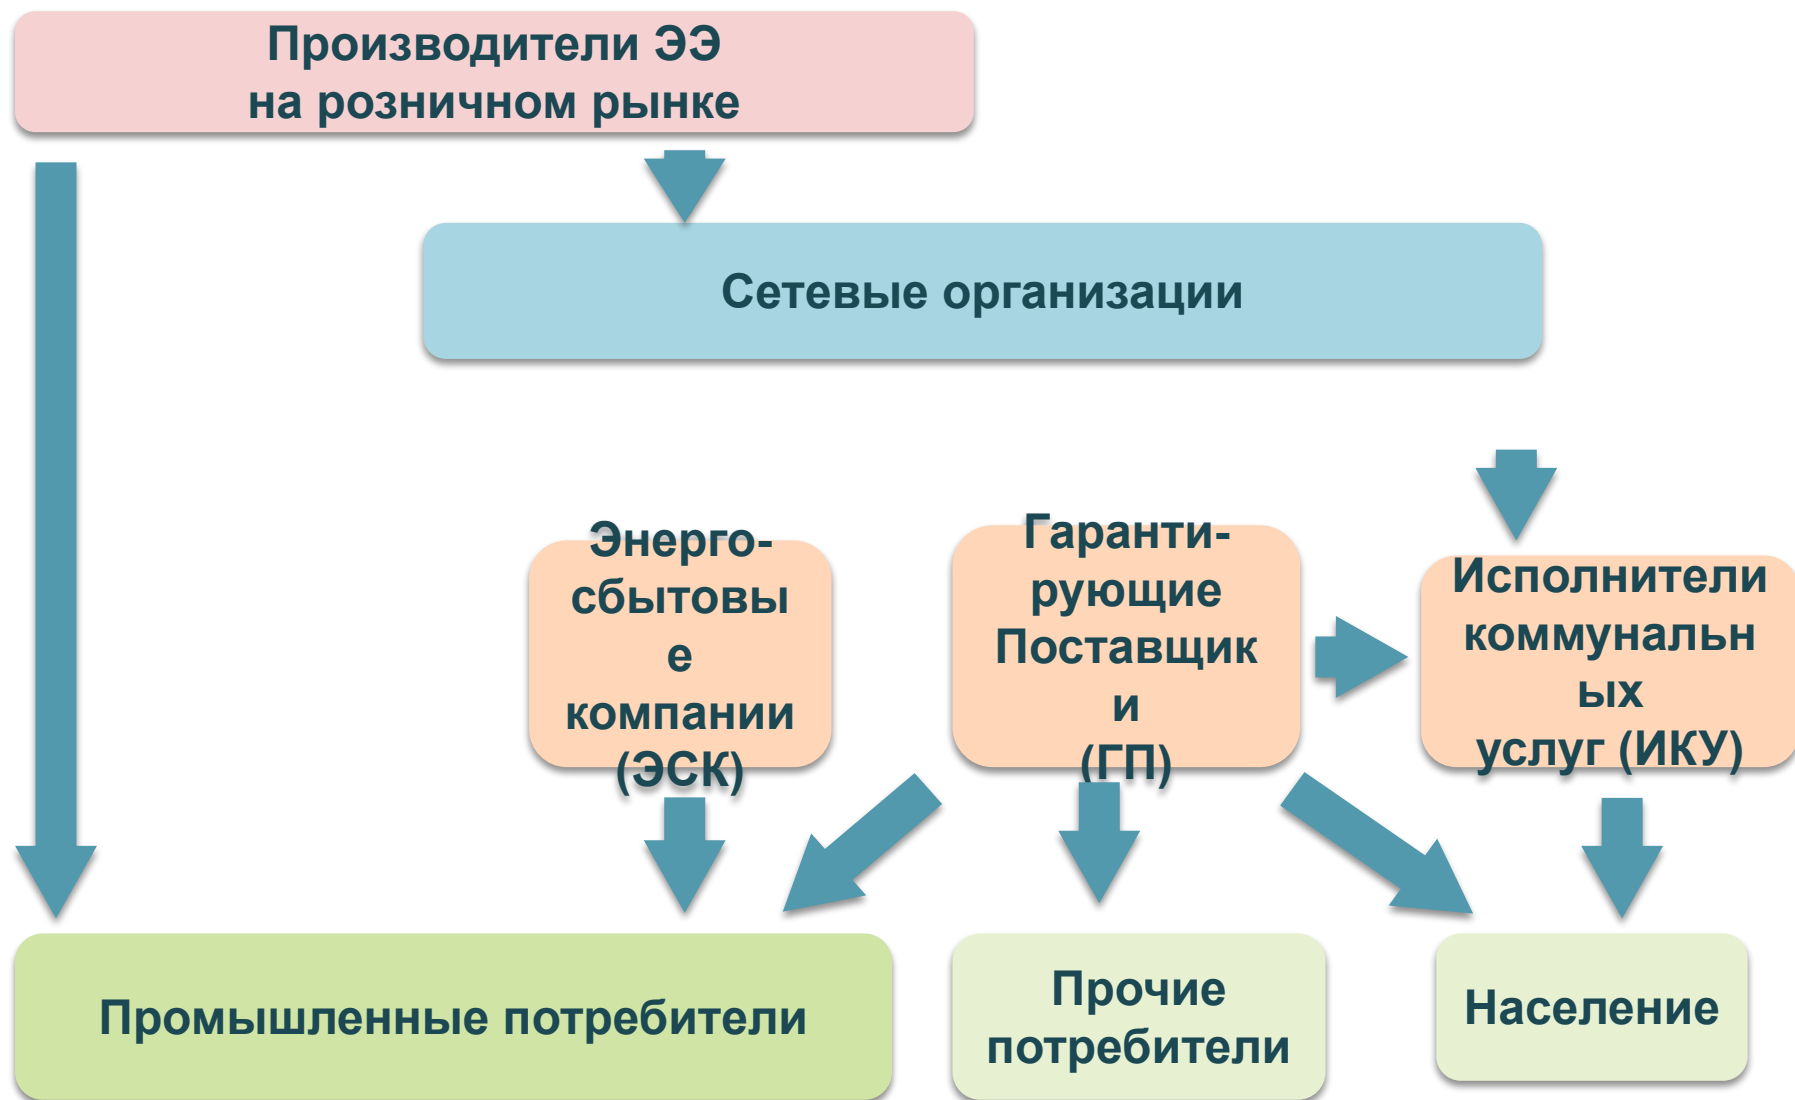 Производители ЭЭ
на розничном рынке
Сетевые организации
Энерго-
сбытовы
е
компании
(ЭСК)
Гаранти-
рующие
Поставщик
и
(ГП)
Исполнители
коммунальн
ых
услуг (ИКУ)
Промышленные потребители
Прочие
потребители
Население